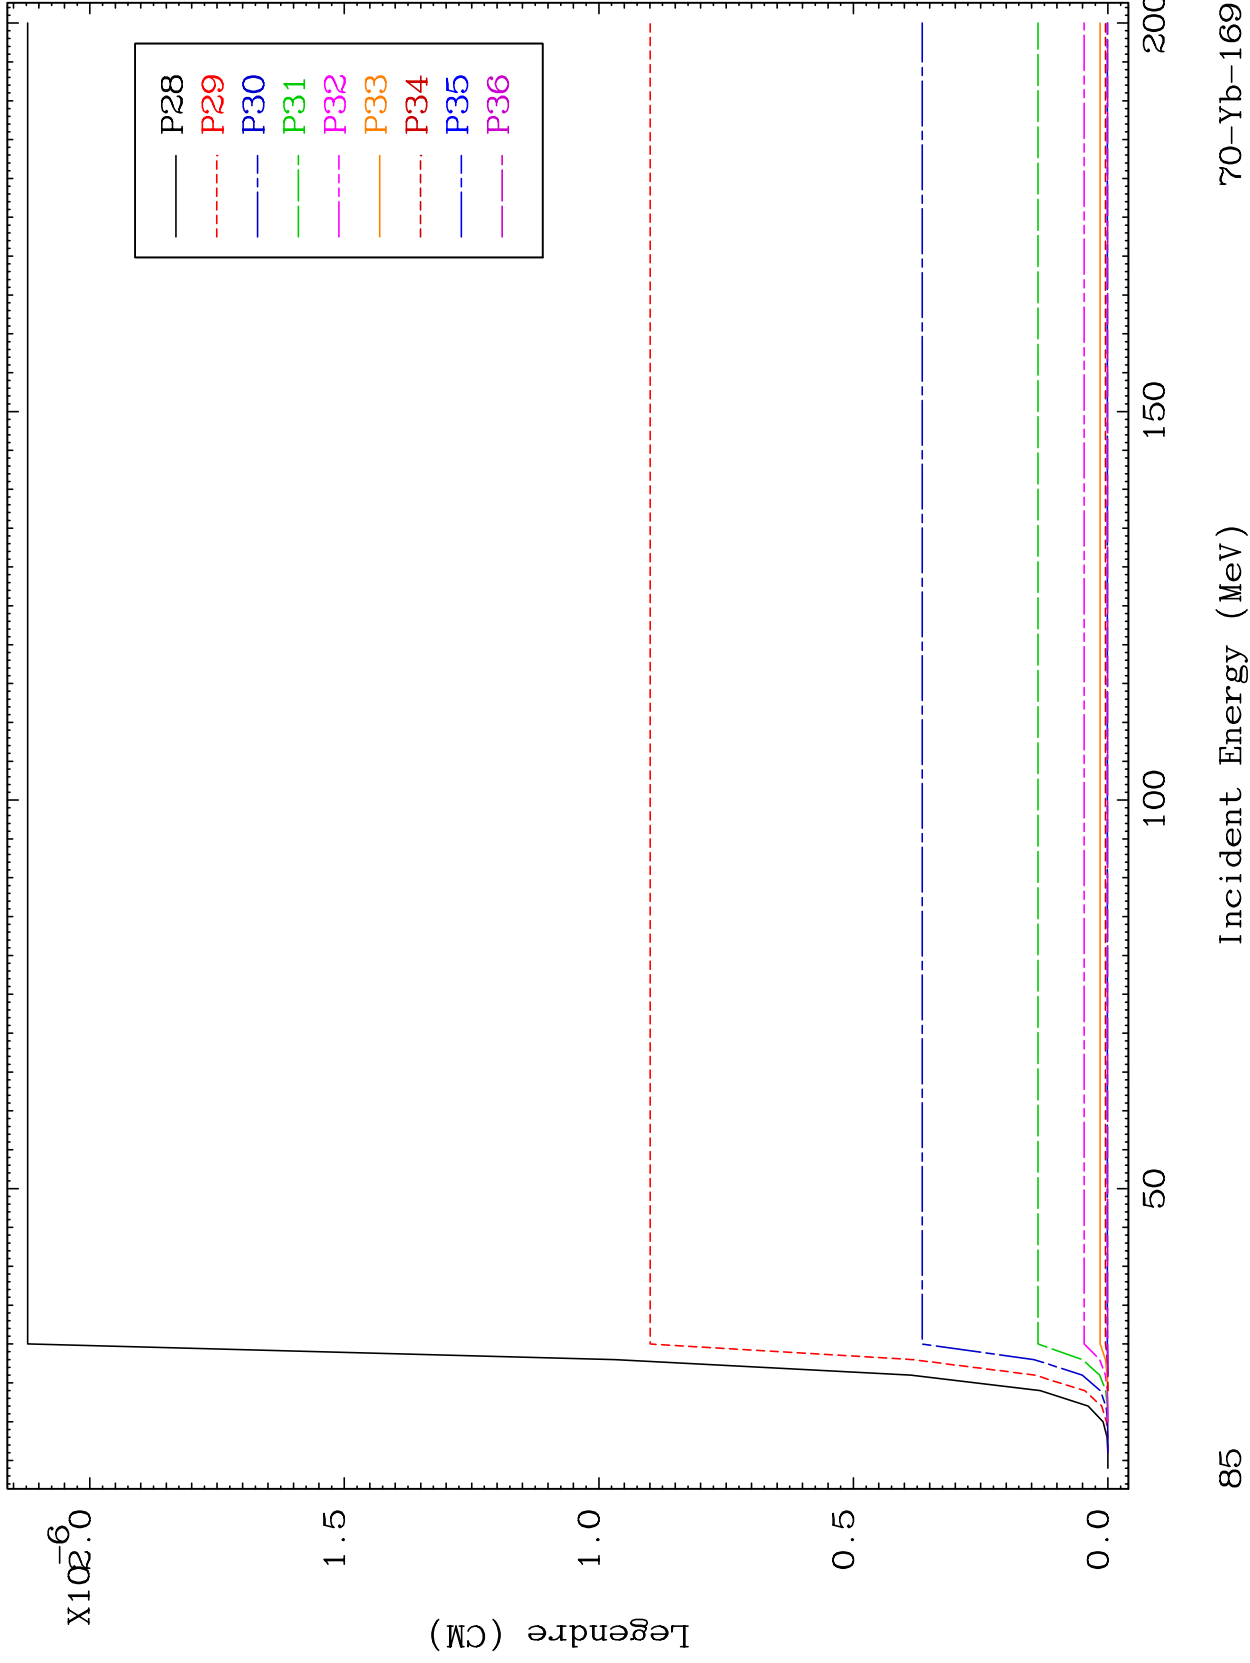 X10-6
2.0
1.5
1.0
0.5
0.0
Legendre (CM)
P28
P29
P30
P31
P32
P33
P34
P35
P36
50
100
150
200
Incident Energy (MeV)
85
70-Yb-169